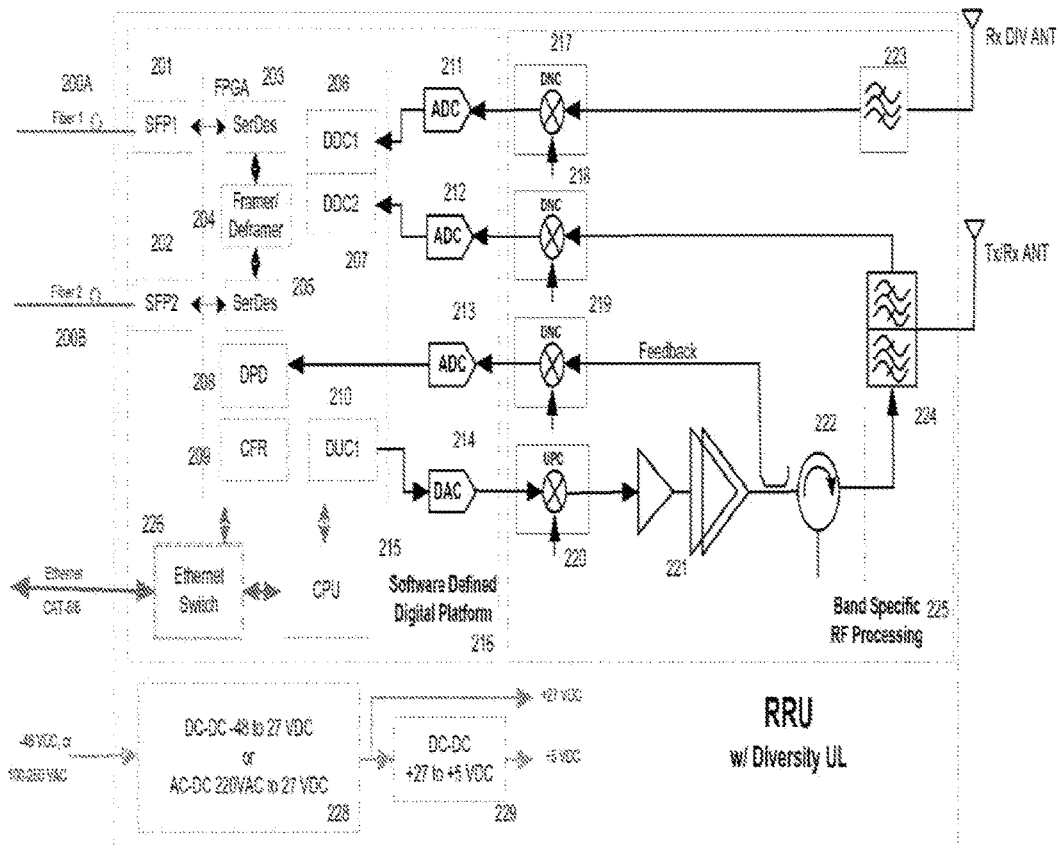 Rx DIV ANT
217
223
201
203
211
200A
FPGA
206
DNC
Fiber 1
SFP1
SerDes
DDC1
ADC
218
212
DNC
204
Framer/
Deframer
DDC2
ADC
202
207
Tx/Rx ANT
205
219
Fiber 2
SFP2
SerDes
213
DNC
200B
Feedback
208
DPD
ADC
210
224
222
214
209
CFR
DUC1
UPC
DAC
226
215
220
221
Ethernet
CAT-5/6
Ethernet
Switch
CPU
Software Defined
Digital Platform
216
Band Specific
RF Processing
225
+27 VDC
DC-DC -48 to 27 VDC
or
AC-DC 220VAC to 27 VDC
228
DC-DC
+27 to +5 VDC
229
+5 VDC
-48 VDC, or
RRU
w/ Diversity UL